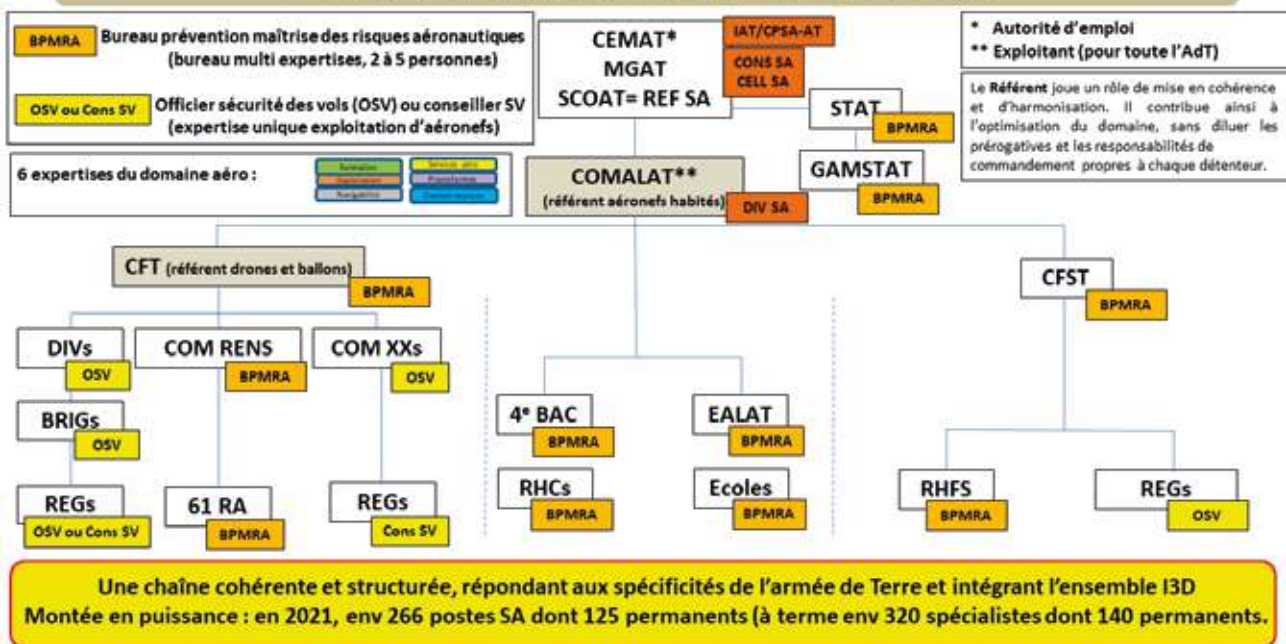 BPMRA
Bureau prévention maîtrise des risques aéronautiques
(bureau multi expertises, 2 à 5 personnes)
OSV ou Cons SV
Officier sécurité des vols (OSV) ou conseiller SV
(expertise unique exploitation d'aéronefs)
6 expertises du domaine aéro :
CEMAT*
MGAT
SCOAT= REF SA
IAT/CPSA-AT
CONS SA
CELL SA
* Autorité d'emploi
** Exploitant (pour toute l'AdT)
Le Référent joue un rôle de mise en cohérence
et d'harmonisation. Il contribue ainsi à
l'optimisation du domaine, sans diluer les
prérogatives et les responsabilités de
commandement propres à chaque détenteur.
STAT
BPMRA
GAMSTAT
BPMRA
COMALAT**
(référent aéronefs habités)
DIV SA
CFT (référent drones et ballons)
BPMRA
CFST
BPMRA
DIVs
OSV
COM RENS
BPMRA
COM XXs
OSV
BRIGs
OSV
4e BAC
BPMRA
EALAT
BPMRA
REGs
OSV ou Cons SV
61 RA
BPMRA
REGs
Cons SV
RHCs
BPMRA
Ecoles
BPMRA
RHFS
BPMRA
REGs
OSV
Une chaîne cohérente et structurée, répondant aux spécificités de l'armée de Terre et intégrant l'ensemble I3D
Montée en puissance : en 2021, env 266 postes SA dont 125 permanents (à terme env 320 spécialistes dont 140 permanents.